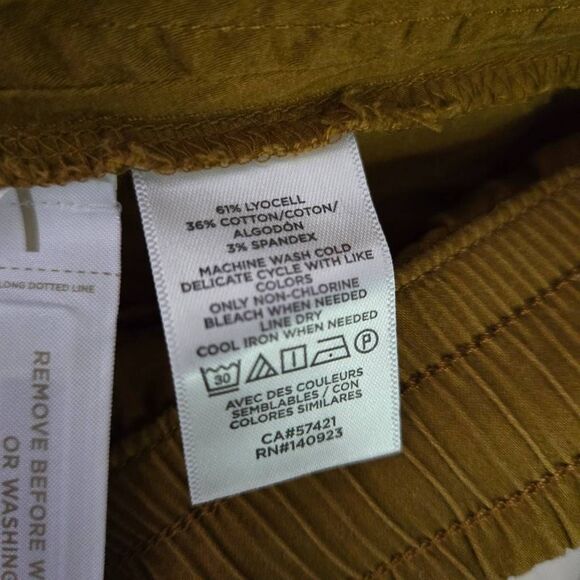 61% LYOCELL
36% COTTON/COTON/
ALGODÓN
3% SPANDEX
MACHINE WASH COLD
DELICATE CYCLE WITH LIKE
COLORS
ONLY NON-CHLORINE
BLEACH WHEN NEEDED
LINE DRY
COOL IRON WHEN NEEDED
30 P
AVEC DES COULEURS
SEMBLABLES / CON
COLORES SIMILARES
CA#57421
RN#140923
LONG DOTTED LINE
REMOVE BEFORE
OR WASHING